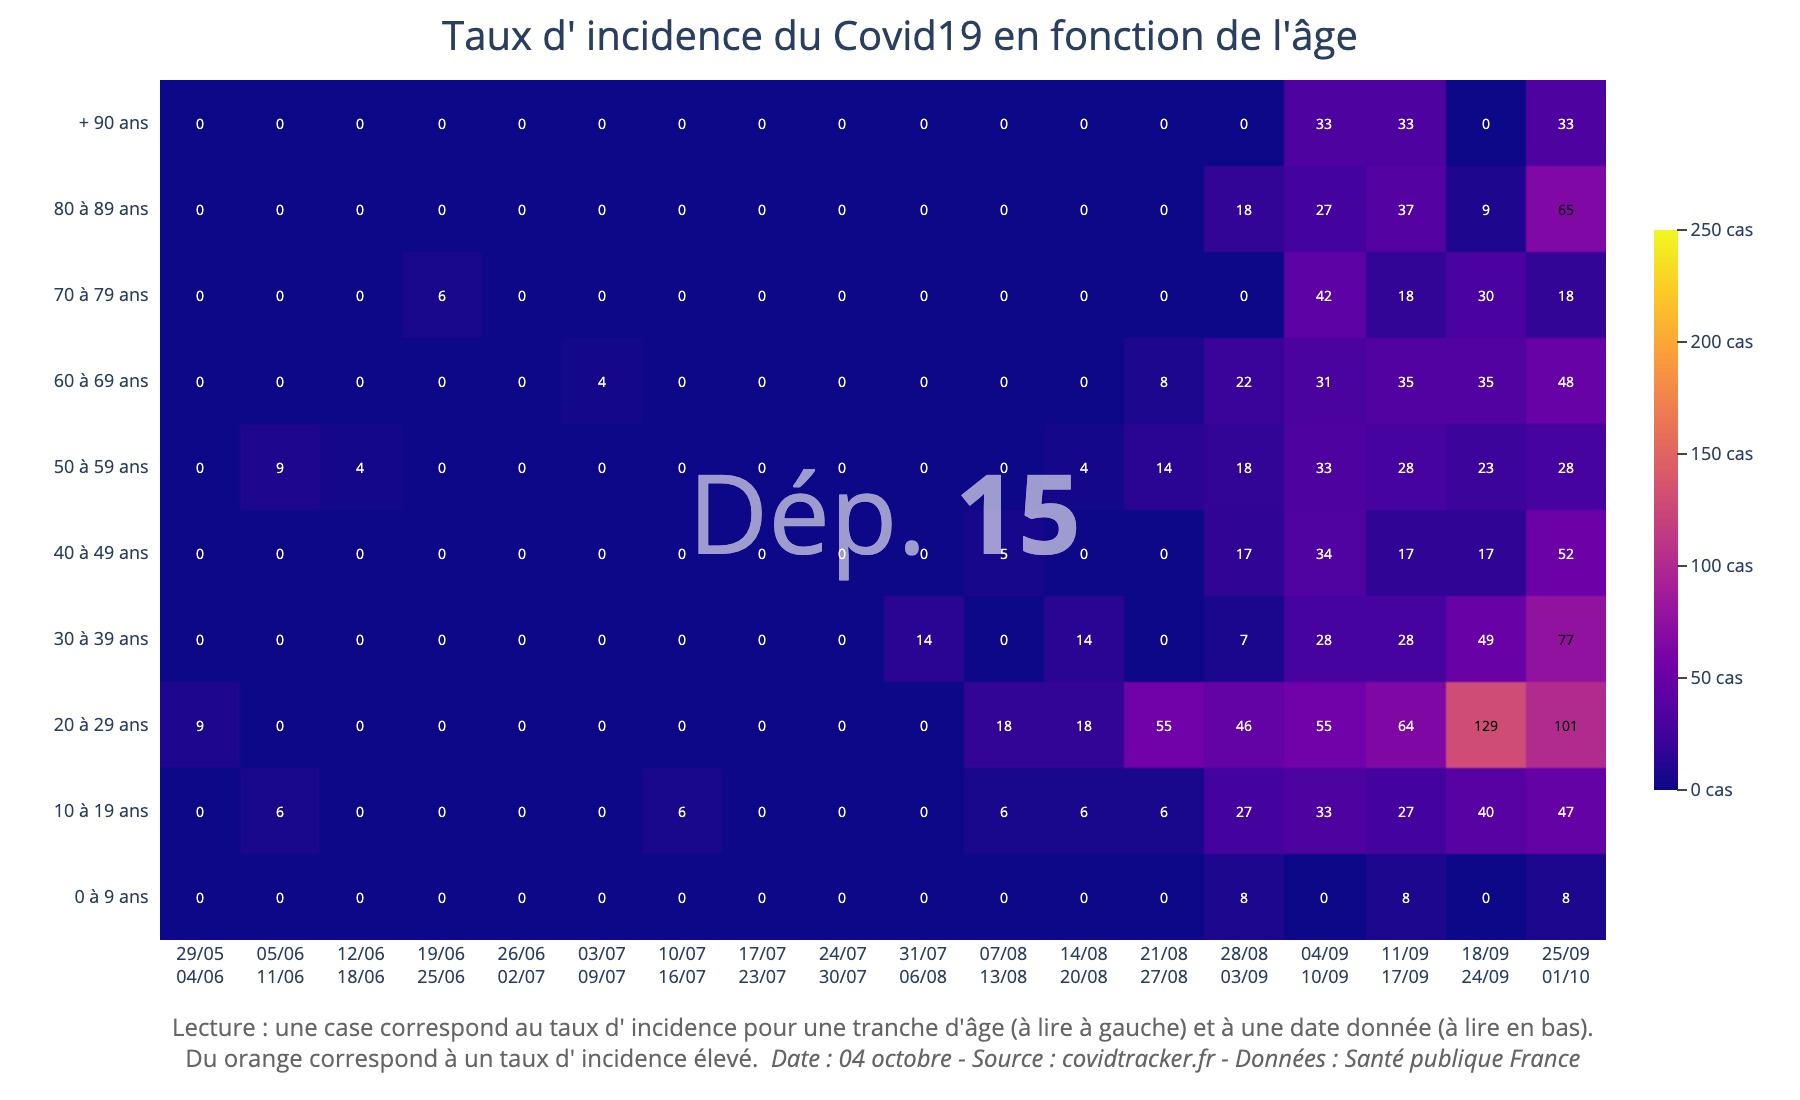 Taux d' incidence du Covid19 en fonction de l'âge
+ 90 ans 0 0 0 0 0 0 0 0 0 0 0 0 0 0 33 33 0 33
80 à 89 ans 0 0 0 0 0 0 0 0 0 0 0 0 0 18 27 37 9 65
250 cas
70 à 79 ans 0 0 0 6 0 0 0 0 0 0 0 0 0 0 42 18 30 18
200 cas
60 à 69 ans 0 0 0 0 0 4 0 0 0 0 0 0 8 22 31 35 35 48
150 cas
50 à 59 ans 0 9 4 0 0 0 0 0 0 0 0 4 14 18 33 28 23 28
Dép. 15
40 à 49 ans 0 0 0 0 0 0 0 0 0 0 5 0 0 17 34 17 17 52
100 cas
30 à 39 ans 0 0 0 0 0 0 0 0 0 14 0 14 0 7 28 28 49 77
50 cas
20 à 29 ans 9 0 0 0 0 0 0 0 0 0 18 18 55 46 55 64 129 101
0 cas
10 à 19 ans 0 6 0 0 0 0 6 0 0 0 6 6 6 27 33 27 40 47
0 à 9 ans 0 0 0 0 0 0 0 0 0 0 0 0 0 8 0 8 0 8
29/05 05/06 12/06 19/06 26/06 03/07 10/07 17/07 24/07 31/07 07/08 14/08 21/08 28/08 04/09 11/09 18/09 25/09
04/06 11/06 18/06 25/06 02/07 09/07 16/07 23/07 30/07 06/08 13/08 20/08 27/08 03/09 10/09 17/09 24/09 01/10
Lecture : une case correspond au taux d' incidence pour une tranche d'âge (à lire à gauche) et à une date donnée (à lire en bas).
Du orange correspond à un taux d' incidence élevé. Date : 04 octobre - Source : covidtracker.fr - Données : Santé publique France